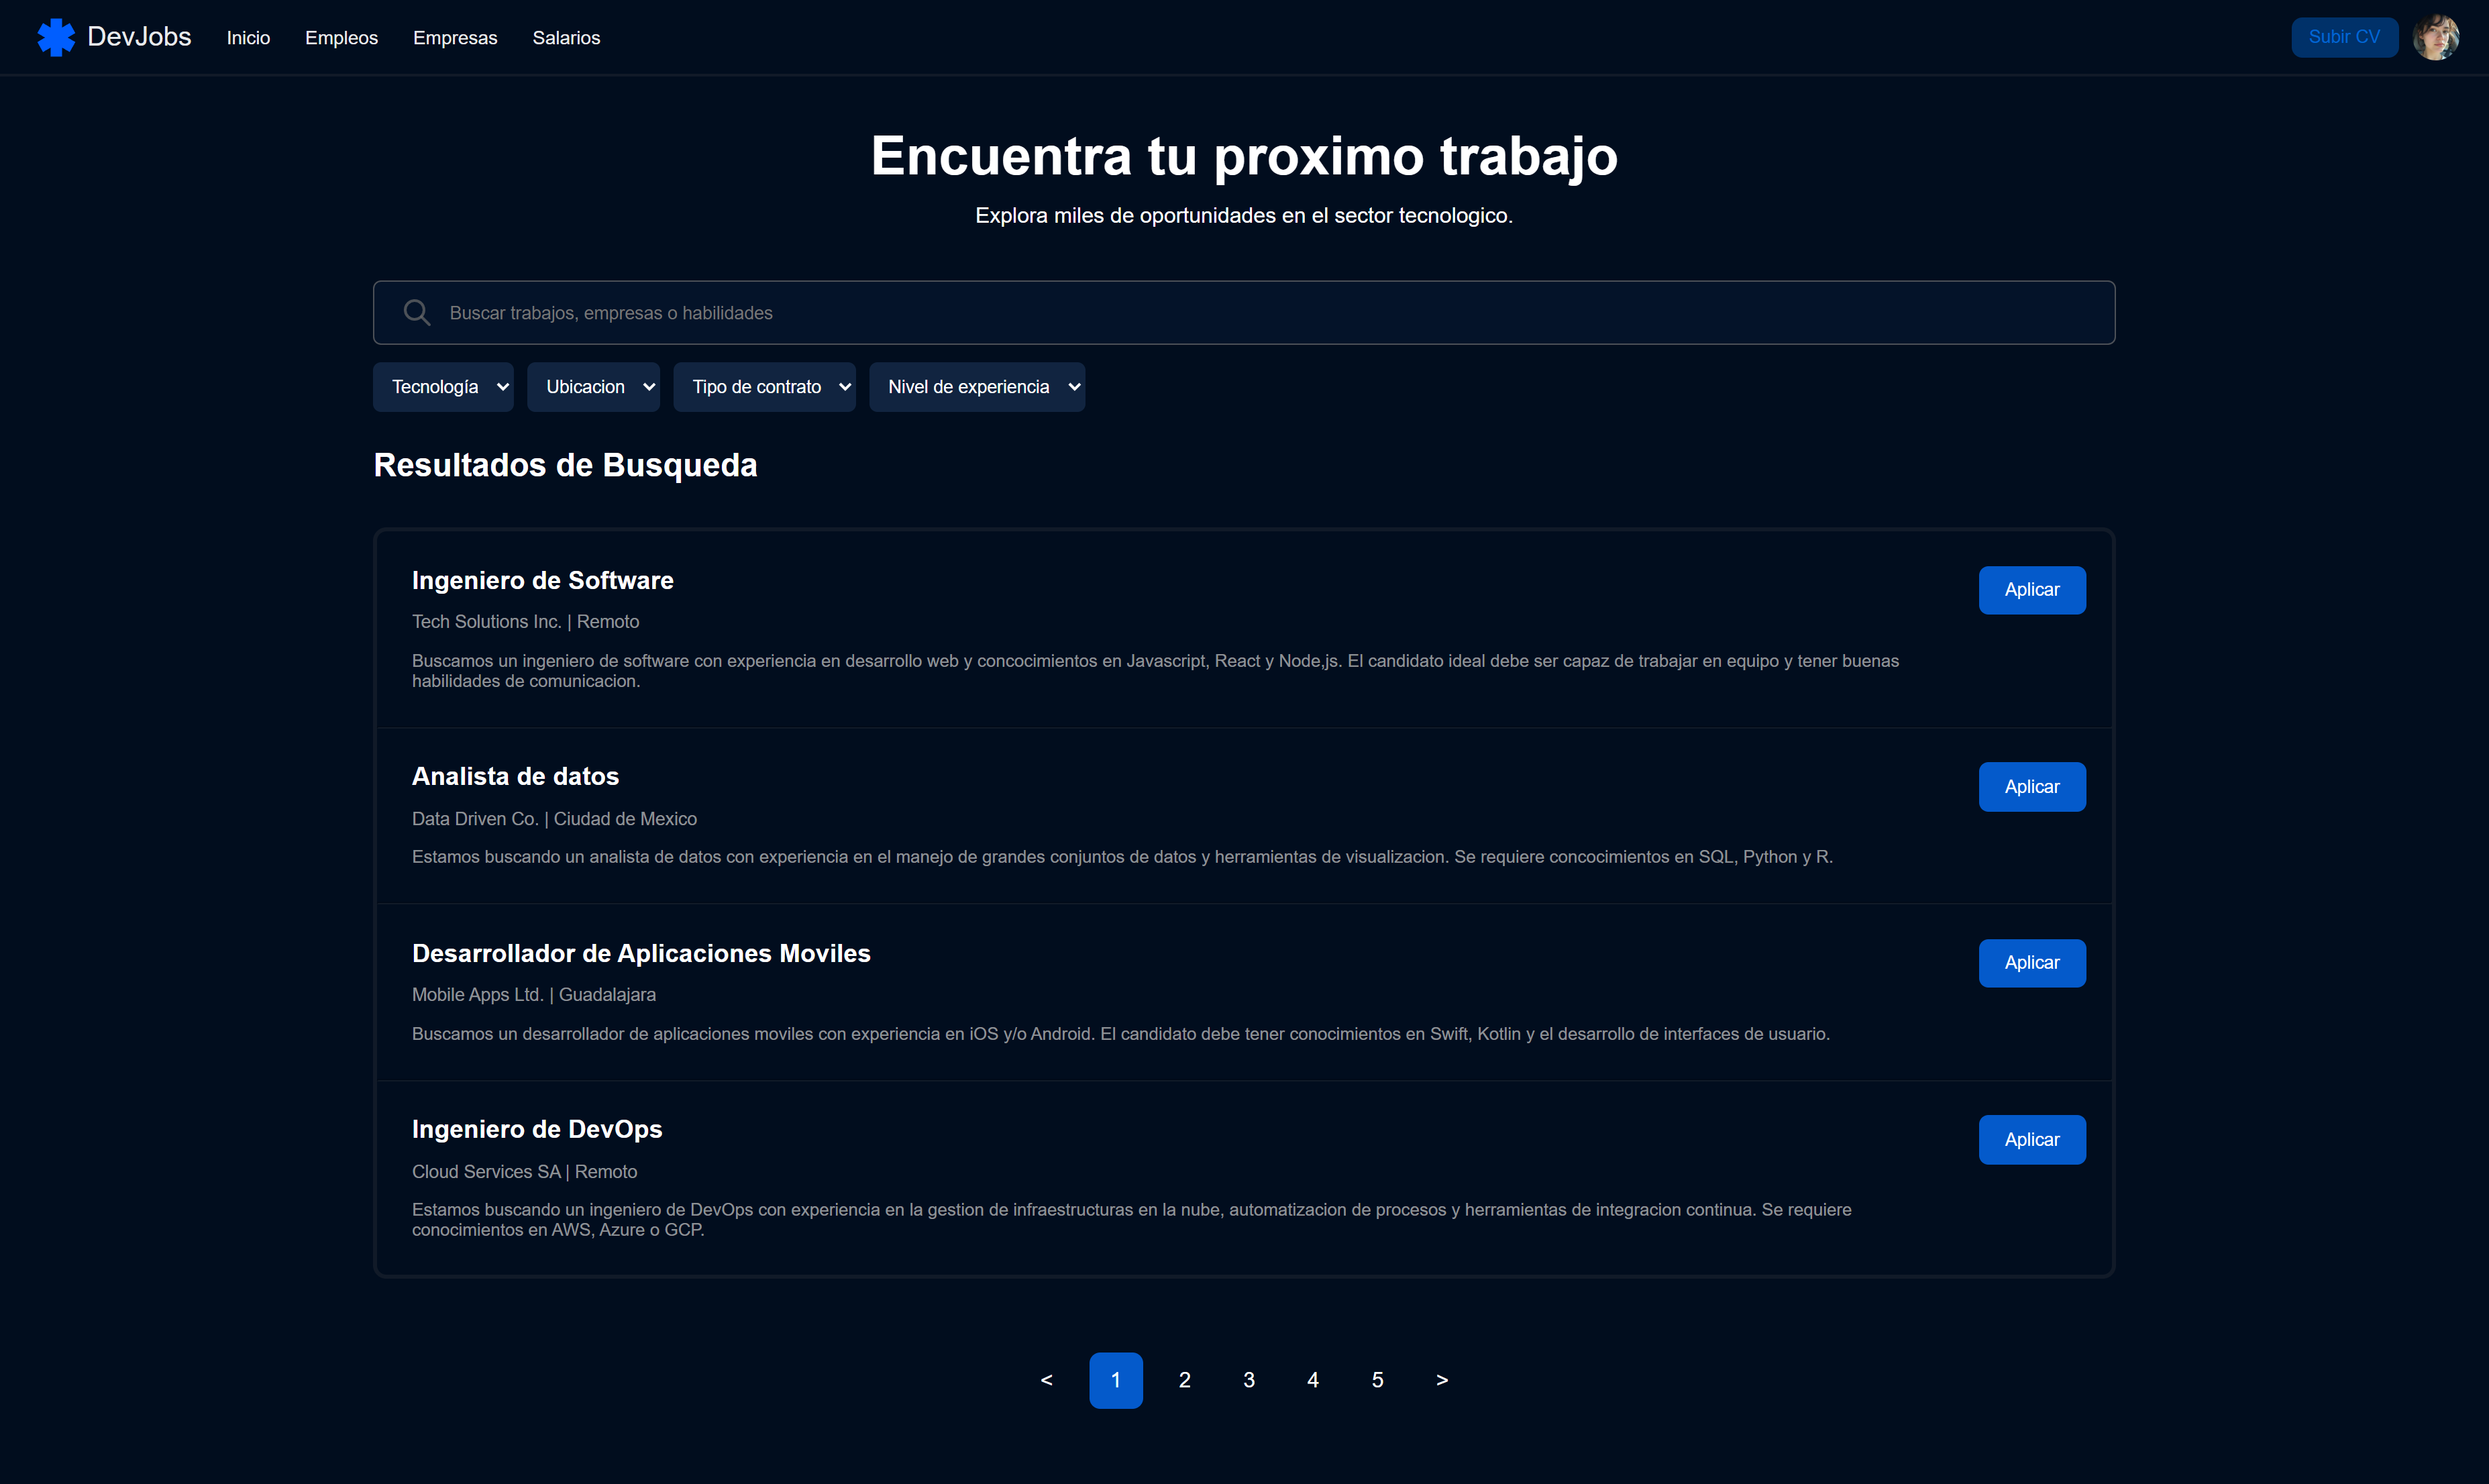 DevJobs Inicio Empleos Empresas Salarios Subir CV
Encuentra tu proximo trabajo
Explora miles de oportunidades en el sector tecnologico.
Buscar trabajos, empresas o habilidades
Tecnología Ubicacion Tipo de contrato Nivel de experiencia
Resultados de Busqueda
Ingeniero de Software
Aplicar
Tech Solutions Inc. | Remoto
Buscamos un ingeniero de software con experiencia en desarrollo web y concocimientos en Javascript, React y Node,js. El candidato ideal debe ser capaz de trabajar en equipo y tener buenas
habilidades de comunicacion.
Analista de datos
Aplicar
Data Driven Co. | Ciudad de Mexico
Estamos buscando un analista de datos con experiencia en el manejo de grandes conjuntos de datos y herramientas de visualizacion. Se requiere concocimientos en SQL, Python y R.
Desarrollador de Aplicaciones Moviles
Aplicar
Mobile Apps Ltd. | Guadalajara
Buscamos un desarrollador de aplicaciones moviles con experiencia en iOS y/o Android. El candidato debe tener conocimientos en Swift, Kotlin y el desarrollo de interfaces de usuario.
Ingeniero de DevOps
Aplicar
Cloud Services SA | Remoto
Estamos buscando un ingeniero de DevOps con experiencia en la gestion de infraestructuras en la nube, automatizacion de procesos y herramientas de integracion continua. Se requiere
conocimientos en AWS, Azure o GCP.
< 1 2 3 4 5 >